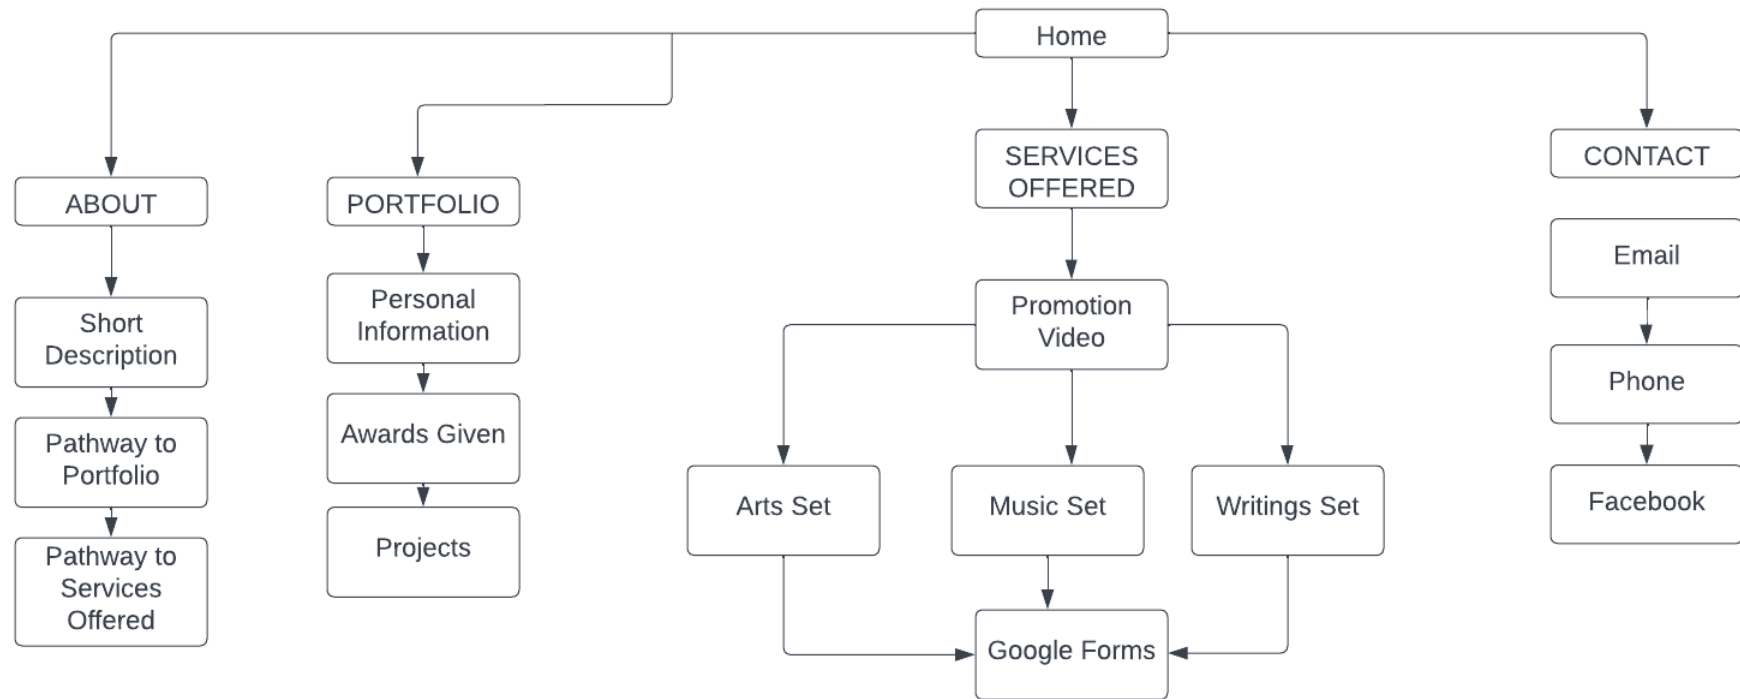 Home
ABOUT
Short
Description
Pathway to
Portfolio
Pathway to
Services
Offered
PORTFOLIO
Personal
Information
Awards Given
Projects
SERVICES
OFFERED
Promotion
Video
Arts Set
Music Set
Writings Set
Google Forms
CONTACT
Email
Phone
Facebook